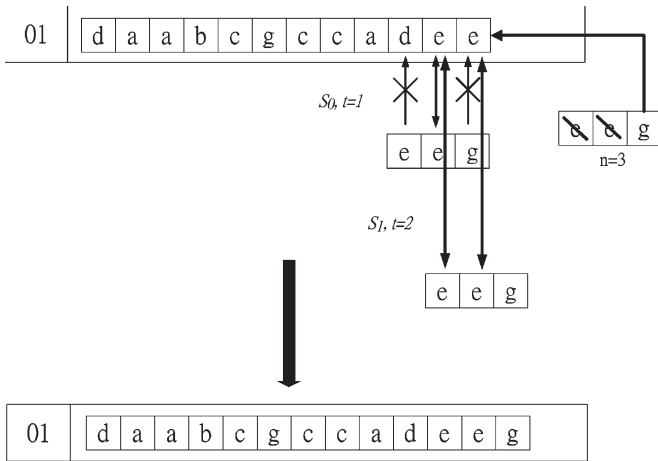 01 d a a b c g c c a d e e
S0, t=1
e e g
e e g
n=3
S1, t=2
e e g
01 d a a b c g c c a d e e g